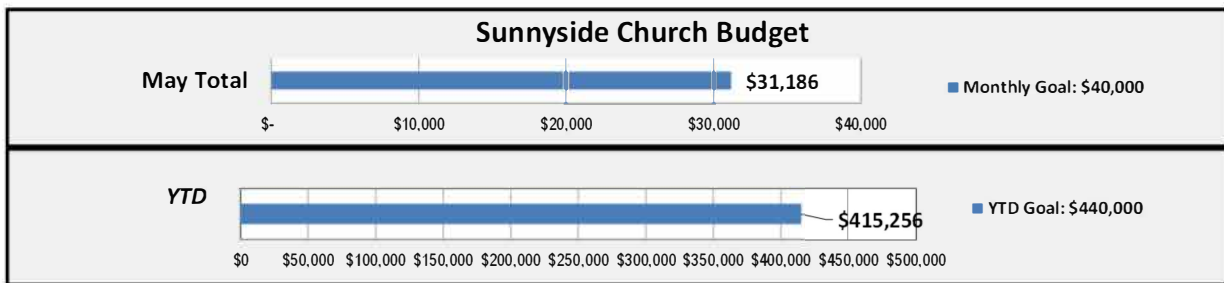 Sunnyside Church Budget
May Total
$31,186
Monthly Goal: $40,000
$- $10,000 $20,000 $30,000 $40,000
YTD
$415,256
YTD Goal: $440,000
$0 $50,000 $100,000 $150,000 $200,000 $250,000 $300,000 $350,000 $400,000 $450,000 $500,000